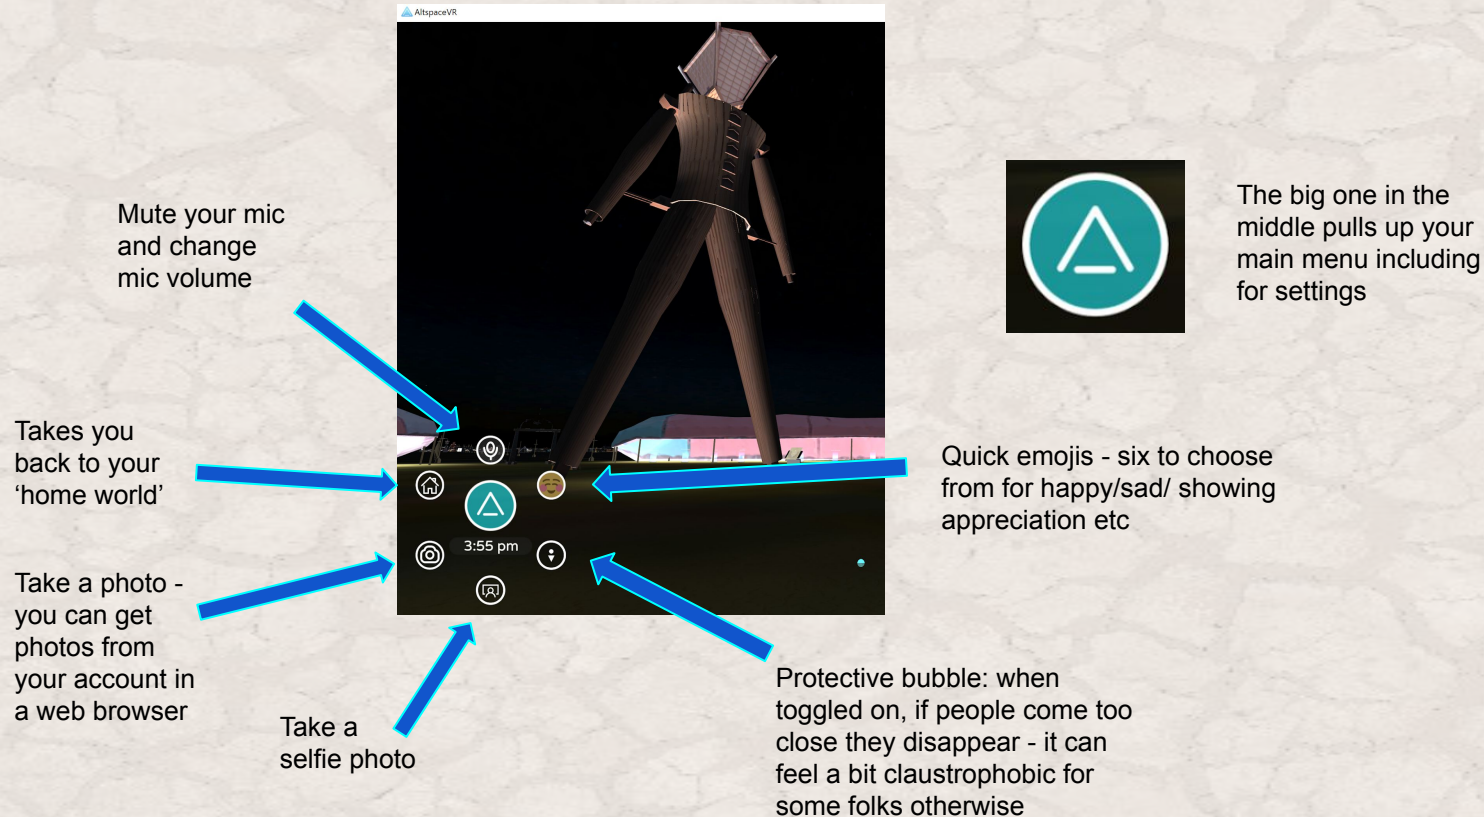 AltspaceVR
Mute your mic
and change
mic volume
The big one in the
middle pulls up your
main menu including
for settings
Takes you
back to your
‘home world’
Quick emojis - six to choose
from for happy/sad/ showing
appreciation etc
3:55 pm
Take a photo -
you can get
photos from
your account in
a web browser
Take a
selfie photo
Protective bubble: when
toggled on, if people come too
close they disappear - it can
feel a bit claustrophobic for
some folks otherwise